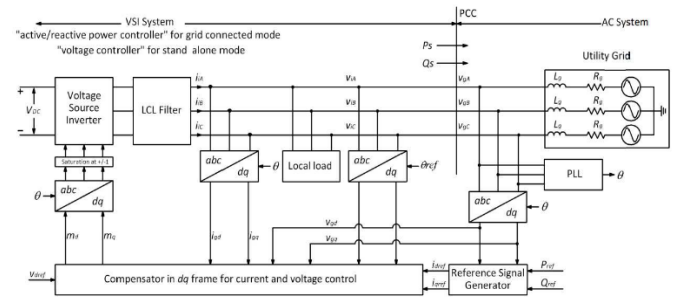 VSI System
PCC
AC System
"active/reactive power controller" for grid connected mode
"voltage controller" for stand alone mode
Ps
Qs
Utility Grid
+
VDC
−
Voltage
Source
Inverter
LCL Filter
iIA
iIB
iIC
vIA
vIB
vIC
vgA
vgB
vgC
Lg
Rg
Lg
Rg
Lg
Rg
Saturation at +/-1
abc
dq
θ
Local load
abc
dq
θref
PLL
θ
θ
abc
dq
abc
dq
θ
md
mq
igd
igq
Vgd
Vgq
Vdref
Compensator in dq frame for current and voltage control
idref
iqref
Reference Signal
Generator
Pref
Qref